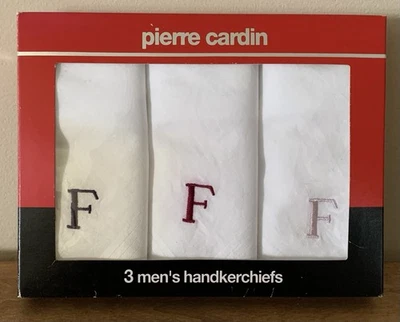 pierre cardin
F F F
3 men's handkerchiefs